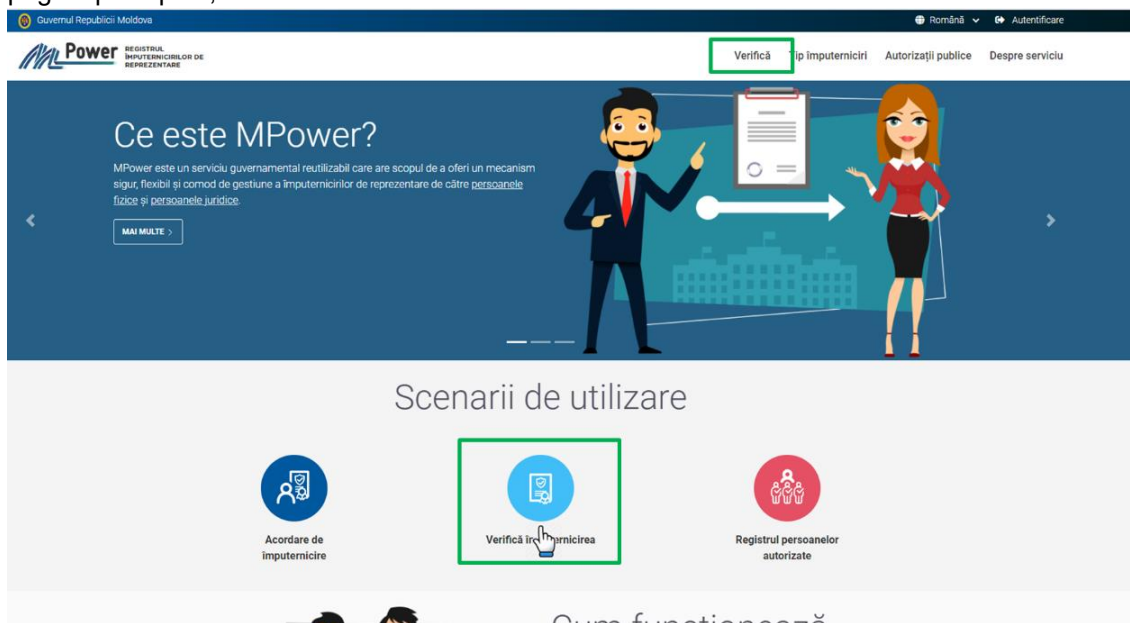 Guvernul Republicii Moldova
Română
Autentificare
Power
REGISTRUL
ÎMPUTERNICIRILOR DE
REPREZENTARE
Verifică
Tip împuterniciri
Autorizații publice
Despre serviciu
Ce este MPower?
MPower este un serviciu guvernamental reutilizabil care are scopul de a oferi un mecanism
sigur, flexibil și comod de gestiune a împuternicirilor de reprezentare de către persoanele
fizice și persoanele juridice.
MAI MULTE >
Scenarii de utilizare
Acordare de
împuternicire
Verifică
Registrul persoanelor
autorizate